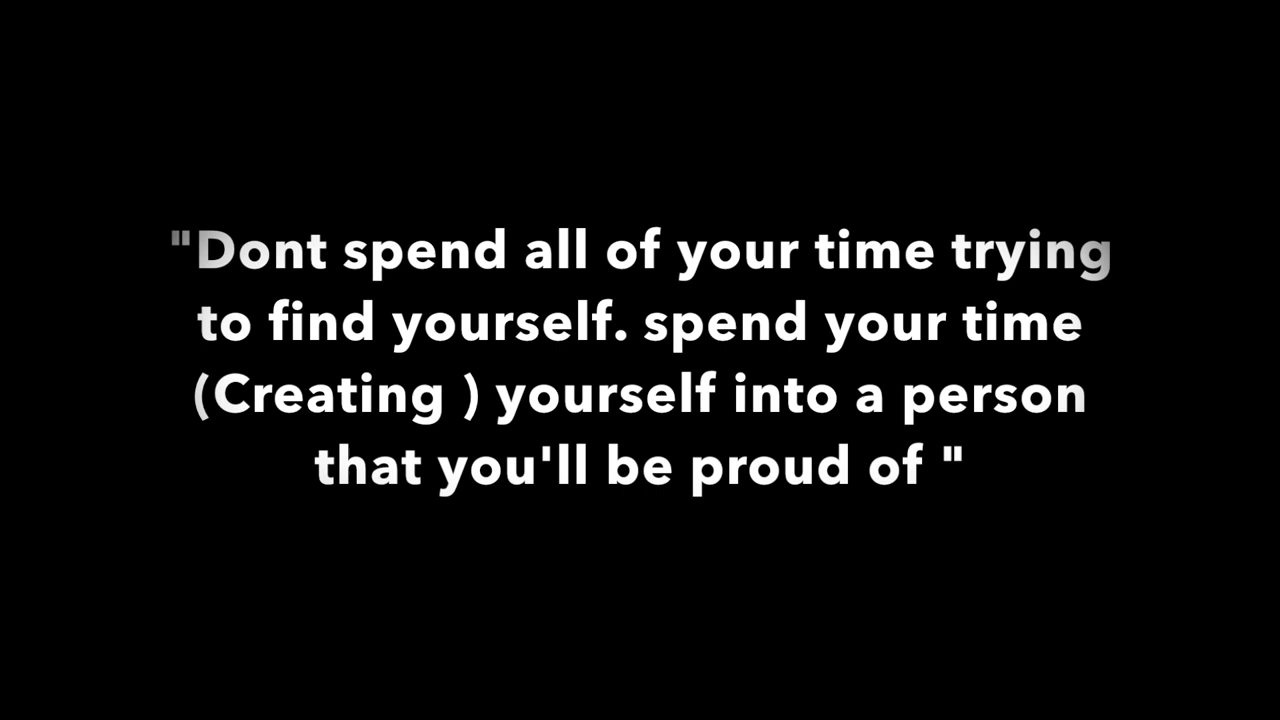 "Dont spend all of your time trying
to find yourself. spend your time
(Creating ) yourself into a person
that you'll be proud of "